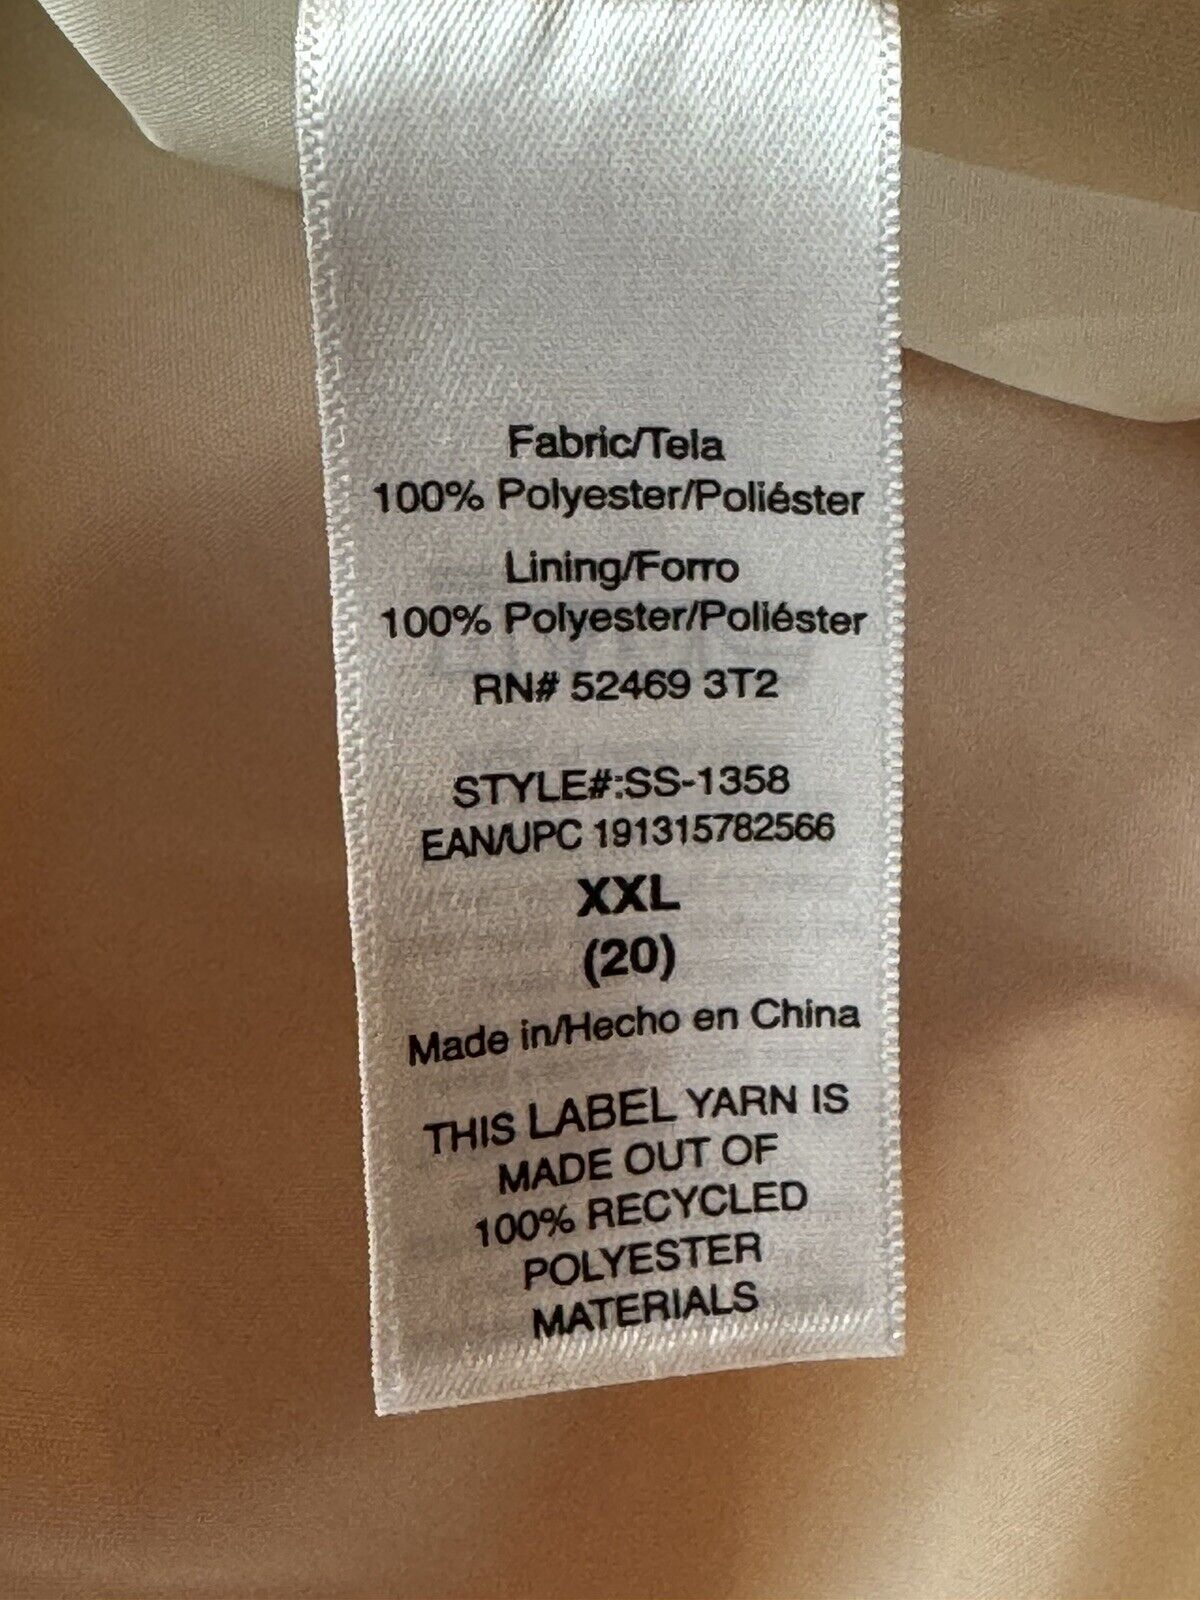 Fabric/Tela
100% Polyester/Poliéster
Lining/Forro
100% Polyester/Poliéster
RN# 52469 3T2
STYLE#:SS-1358
EAN/UPC 191315782566
XXL
(20)
Made in/Hecho en China
THIS LABEL YARN IS
MADE OUT OF
100% RECYCLED
POLYESTER
MATERIALS